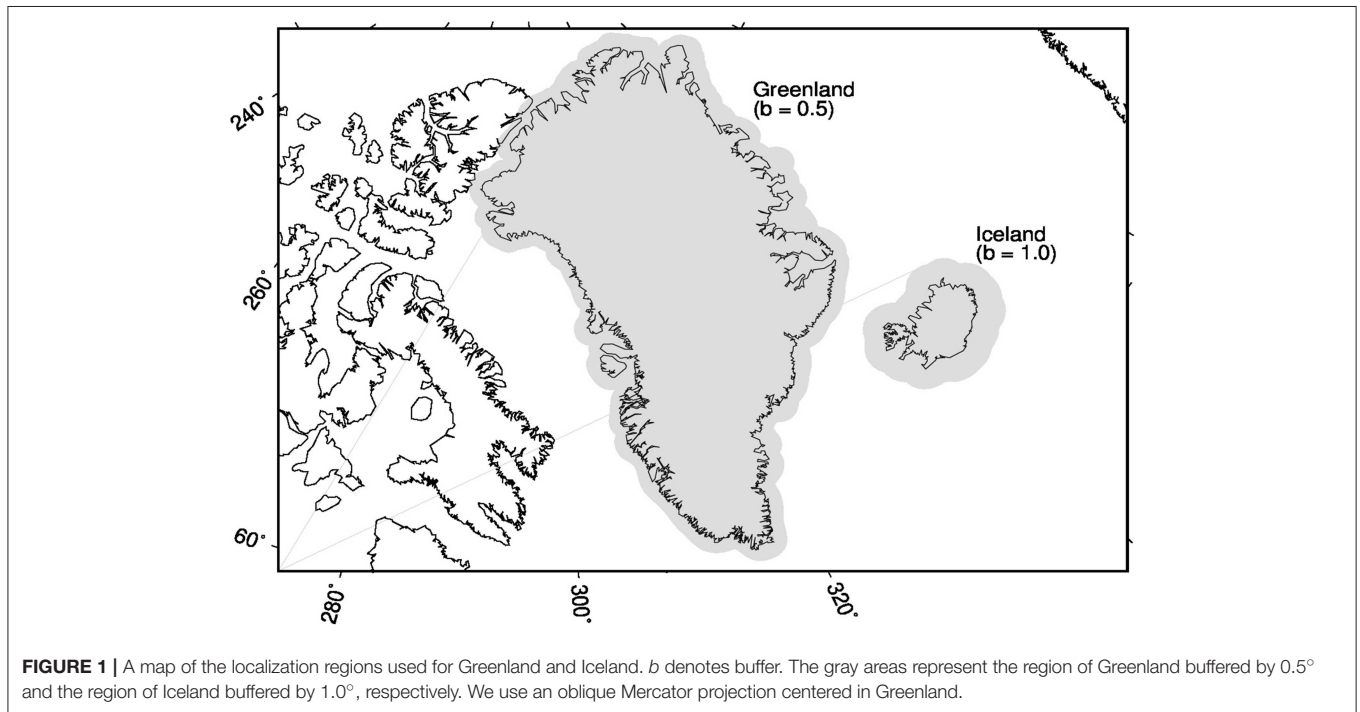 240°
260°
60°
280°
300°
320°
Greenland
(b = 0.5)
Iceland
(b = 1.0)
FIGURE 1 | A map of the localization regions used for Greenland and Iceland. b denotes buffer. The gray areas represent the region of Greenland buffered by 0.5°
and the region of Iceland buffered by 1.0°, respectively. We use an oblique Mercator projection centered in Greenland.